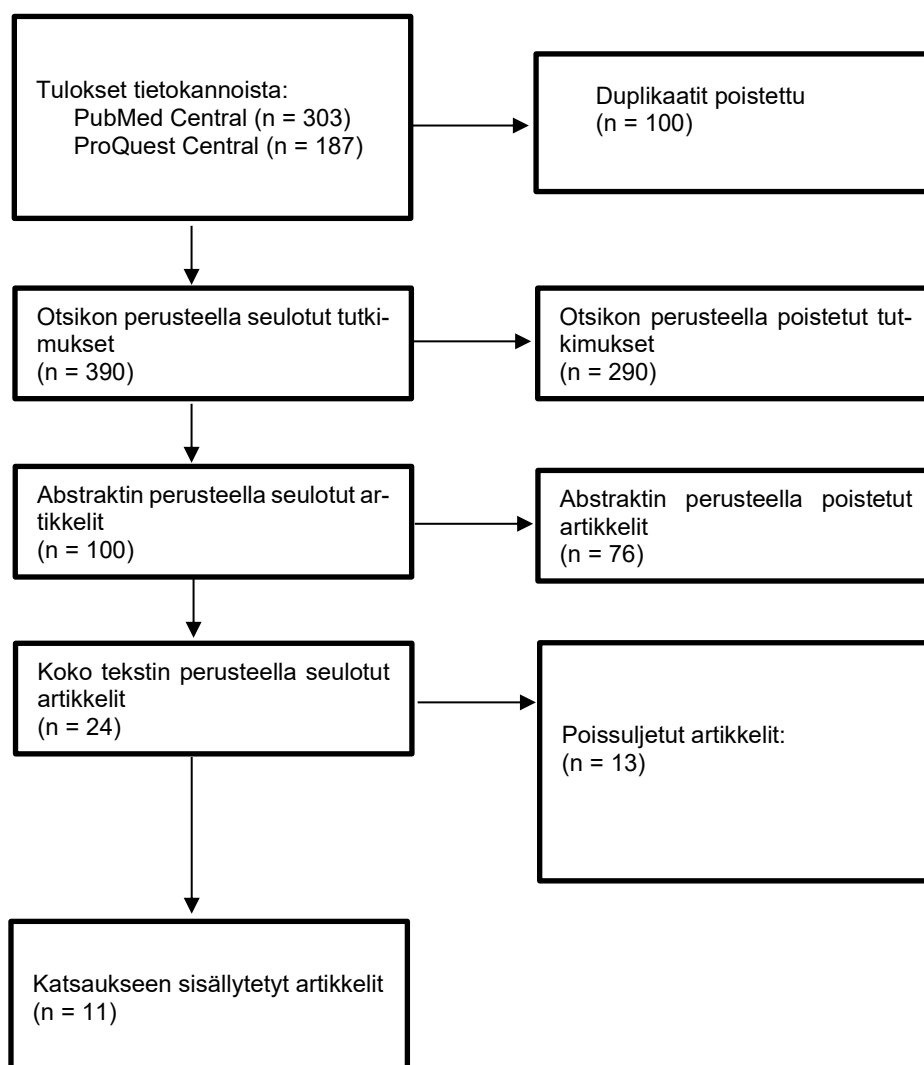 Tulokset tietokannoista:
PubMed Central (n = 303)
ProQuest Central (n = 187)
Duplikaatit poistettu
(n = 100)
Otsikon perusteella seulotut tutki-
mukset
(n = 390)
Otsikon perusteella poistetut tut-
kimukset
(n = 290)
Abstraktin perusteella seulotut ar-
tikkelit
(n = 100)
Abstraktin perusteella poistetut
artikkelit
(n = 76)
Koko tekstin perusteella seulotut
artikkelit
(n = 24)
Poissuljetut artikkelit:
(n = 13)
Katsaukseen sisällytetyt artikkelit
(n = 11)